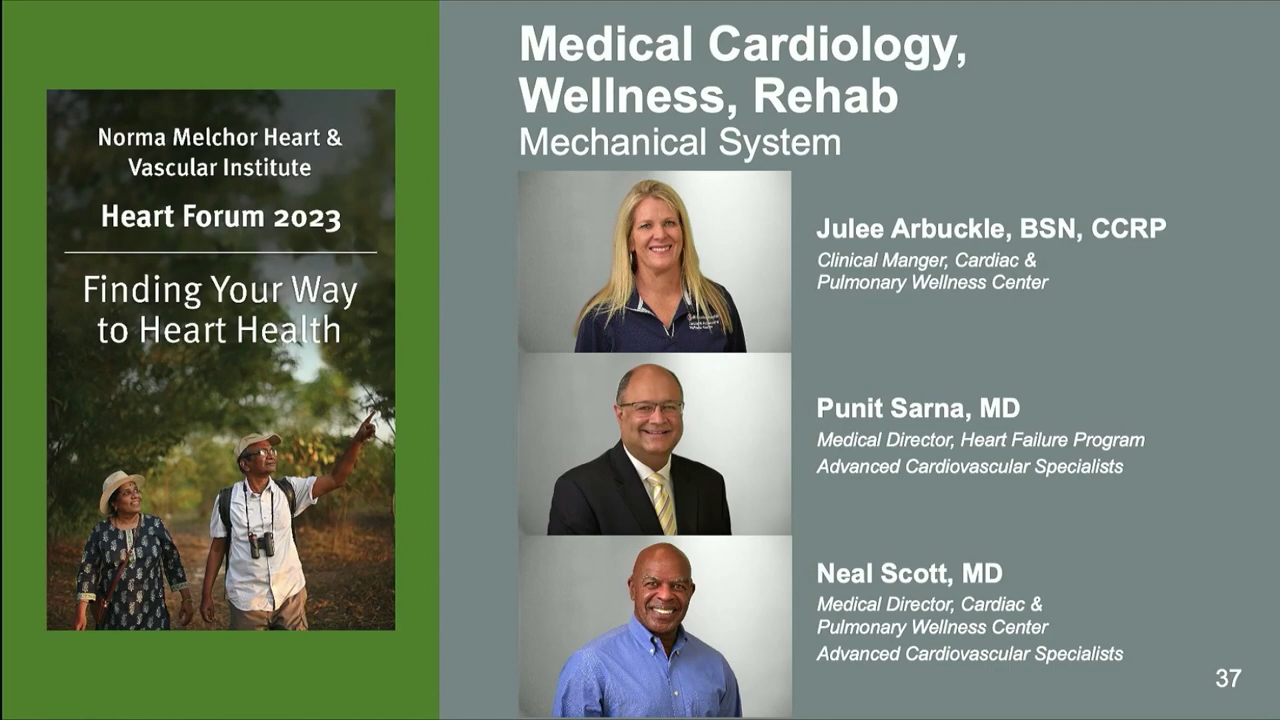 Norma Melchor Heart &
Vascular Institute
Heart Forum 2023
Finding Your Way
to Heart Health
Medical Cardiology,
Wellness, Rehab
Mechanical System
Julee Arbuckle, BSN, CCRP
Clinical Manger, Cardiac &
Pulmonary Wellness Center
Punit Sarna, MD
Medical Director, Heart Failure Program
Advanced Cardiovascular Specialists
Neal Scott, MD
Medical Director, Cardiac &
Pulmonary Wellness Center
Advanced Cardiovascular Specialists
37